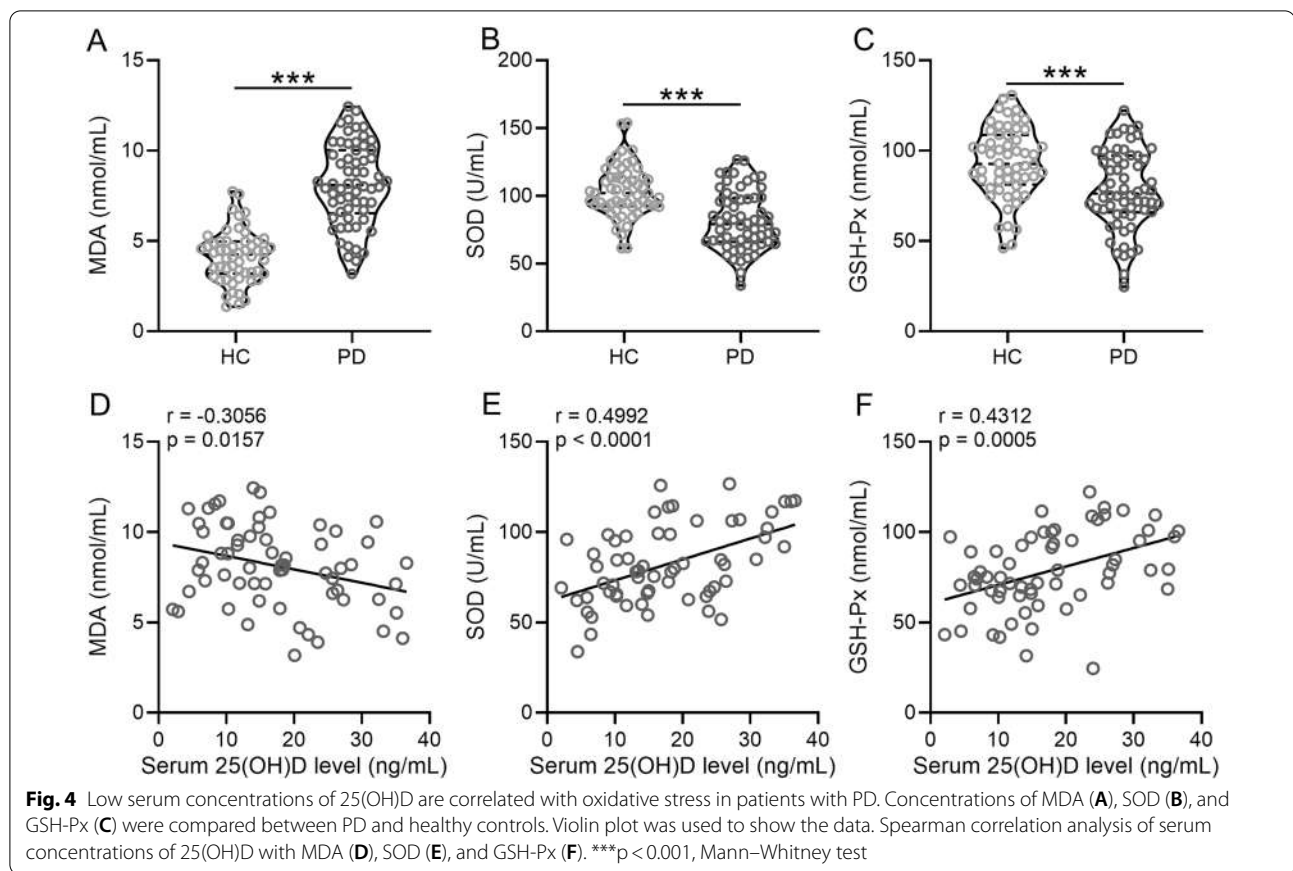 A
B
C
15
10
5
0
MDA (nmol/mL)
***
HC
PD
200
150
100
50
0
SOD (U/mL)
***
HC
PD
150
100
50
0
GSH-Px (nmol/mL)
***
HC
PD
D
r = -0.3056
p = 0.0157
15
10
5
0
MDA (nmol/mL)
0
10
20
30
40
Serum 25(OH)D level (ng/mL)
E
r = 0.4992
p < 0.0001
150
100
50
0
SOD (U/mL)
0
10
20
30
40
Serum 25(OH)D level (ng/mL)
F
r = 0.4312
p = 0.0005
150
100
50
0
GSH-Px (nmol/mL)
0
10
20
30
40
Serum 25(OH)D level (ng/mL)
Fig. 4 Low serum concentrations of 25(OH)D are correlated with oxidative stress in patients with PD. Concentrations of MDA (A), SOD (B), and
GSH-Px (C) were compared between PD and healthy controls. Violin plot was used to show the data. Spearman correlation analysis of serum
concentrations of 25(OH)D with MDA (D), SOD (E), and GSH-Px (F). ***p < 0.001, Mann–Whitney test